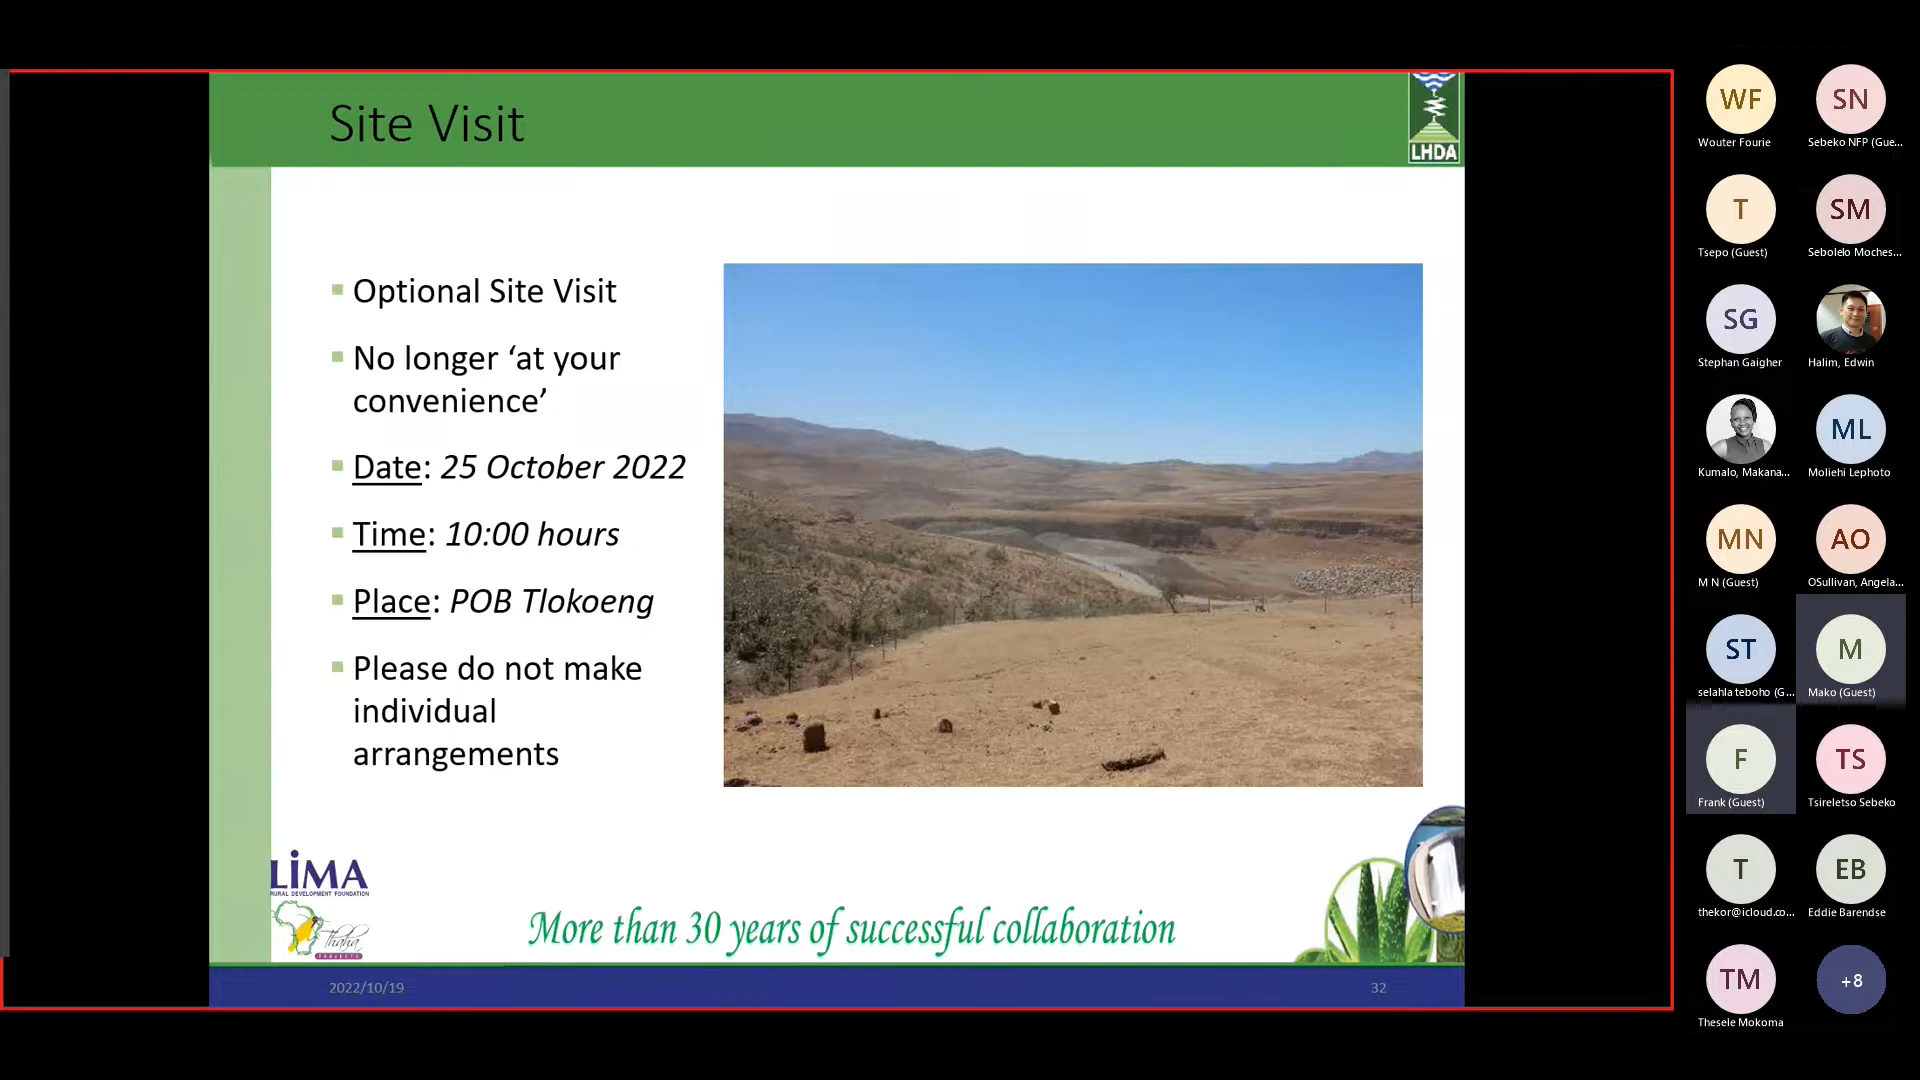 Site Visit
LHDA
Optional Site Visit
No longer ‘at your
convenience’
Date: 25 October 2022
Time: 10:00 hours
Place: POB Tlokoeng
Please do not make
individual
arrangements
LiMA
RURAL DEVELOPMENT FOUNDATION
Thaha
PROJECTS
More than 30 years of successful collaboration
2022/10/19
32
WF
Wouter Fourie
SN
Sebeko NFP (Gue...
T
Tsepo (Guest)
SM
Sebolelo Moches...
SG
Stephan Gaigher
Halim, Edwin
Kumalo, Makana...
ML
Moliehi Lephoto
MN
M N (Guest)
AO
OSullivan, Angela...
ST
selahla teboho (G...
M
Mako (Guest)
F
Frank (Guest)
TS
Tsireletso Sebeko
T
thekor@icloud.co...
EB
Eddie Barendse
TM
Thesele Mokoma
+8